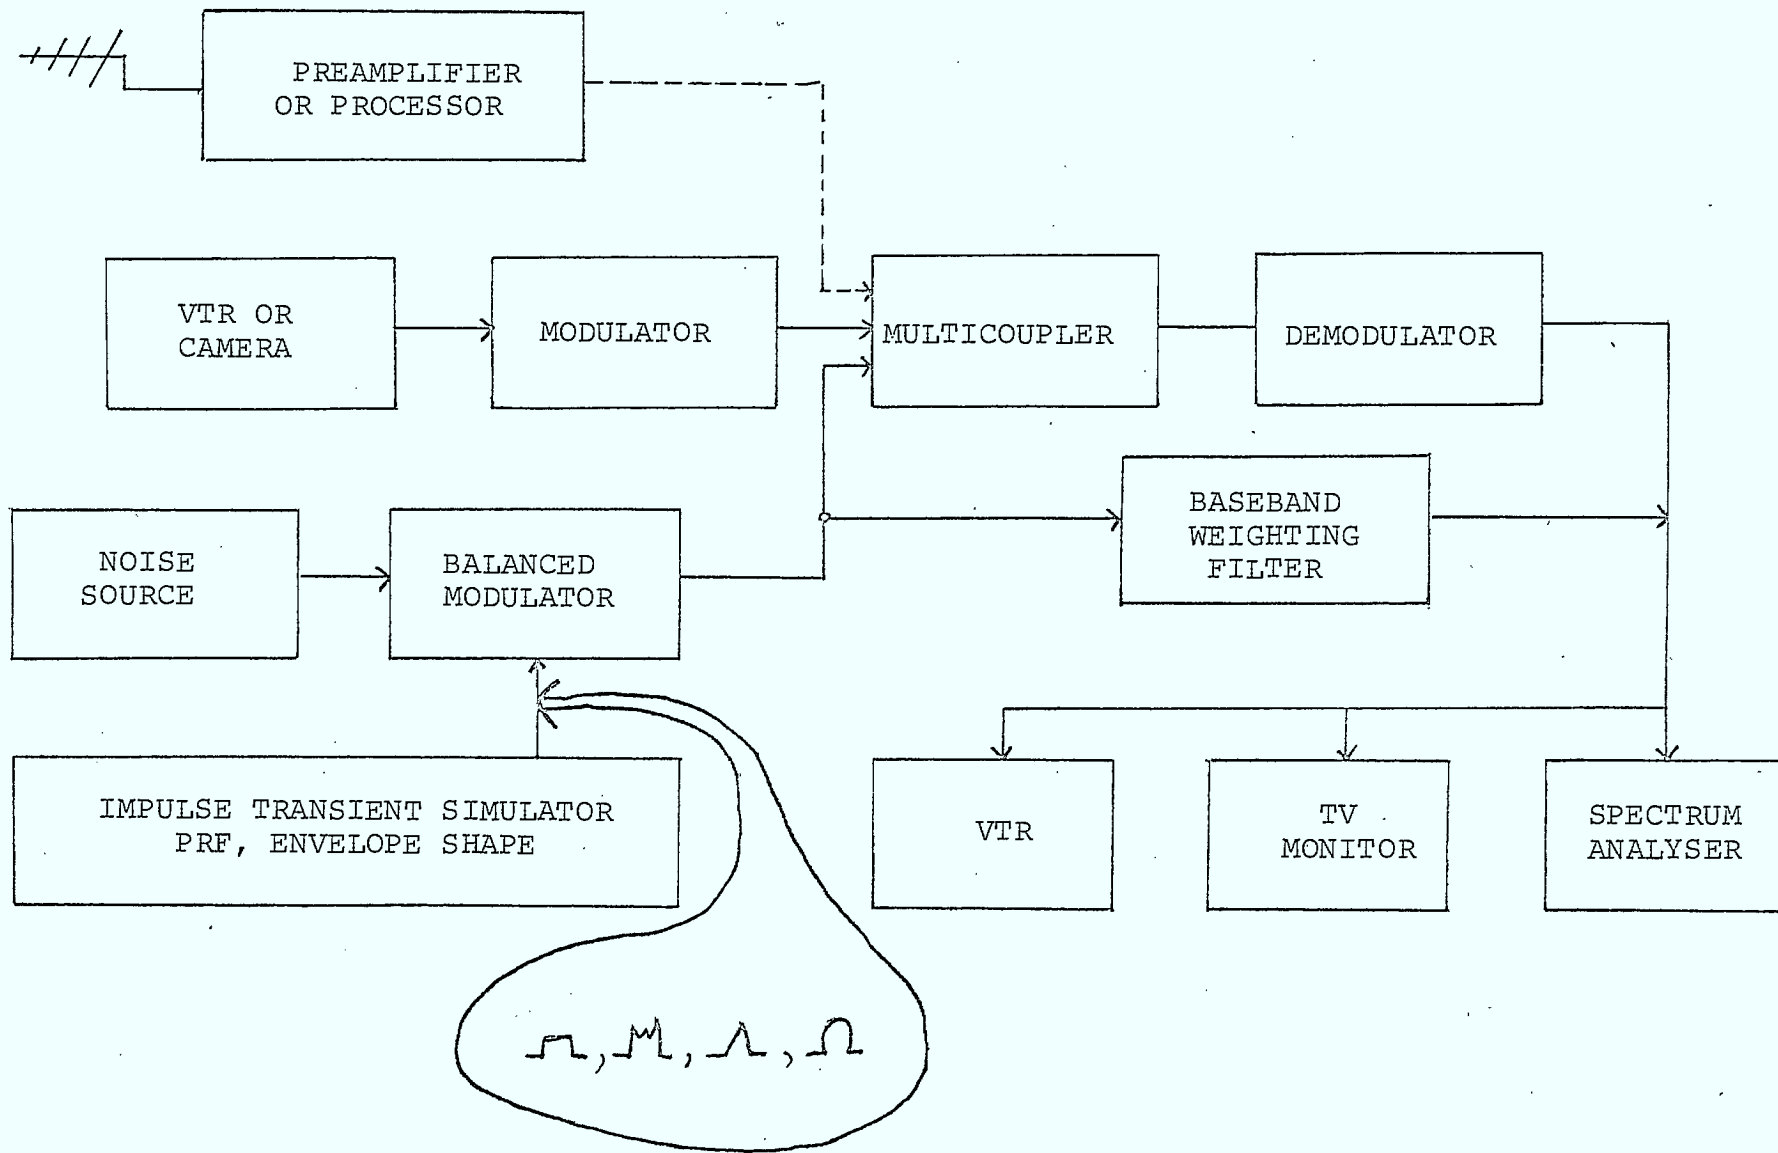 PREAMPLIFIER
OR PROCESSOR
VTR OR
CAMERA
MODULATOR
MULTICOUPLER
DEMODULATOR
NOISE
SOURCE
BALANCED
MODULATOR
BASEBAND
WEIGHTING
FILTER
IMPULSE TRANSIENT SIMULATOR
PRF, ENVELOPE SHAPE
VTR
TV
MONITOR
SPECTRUM
ANALYSER